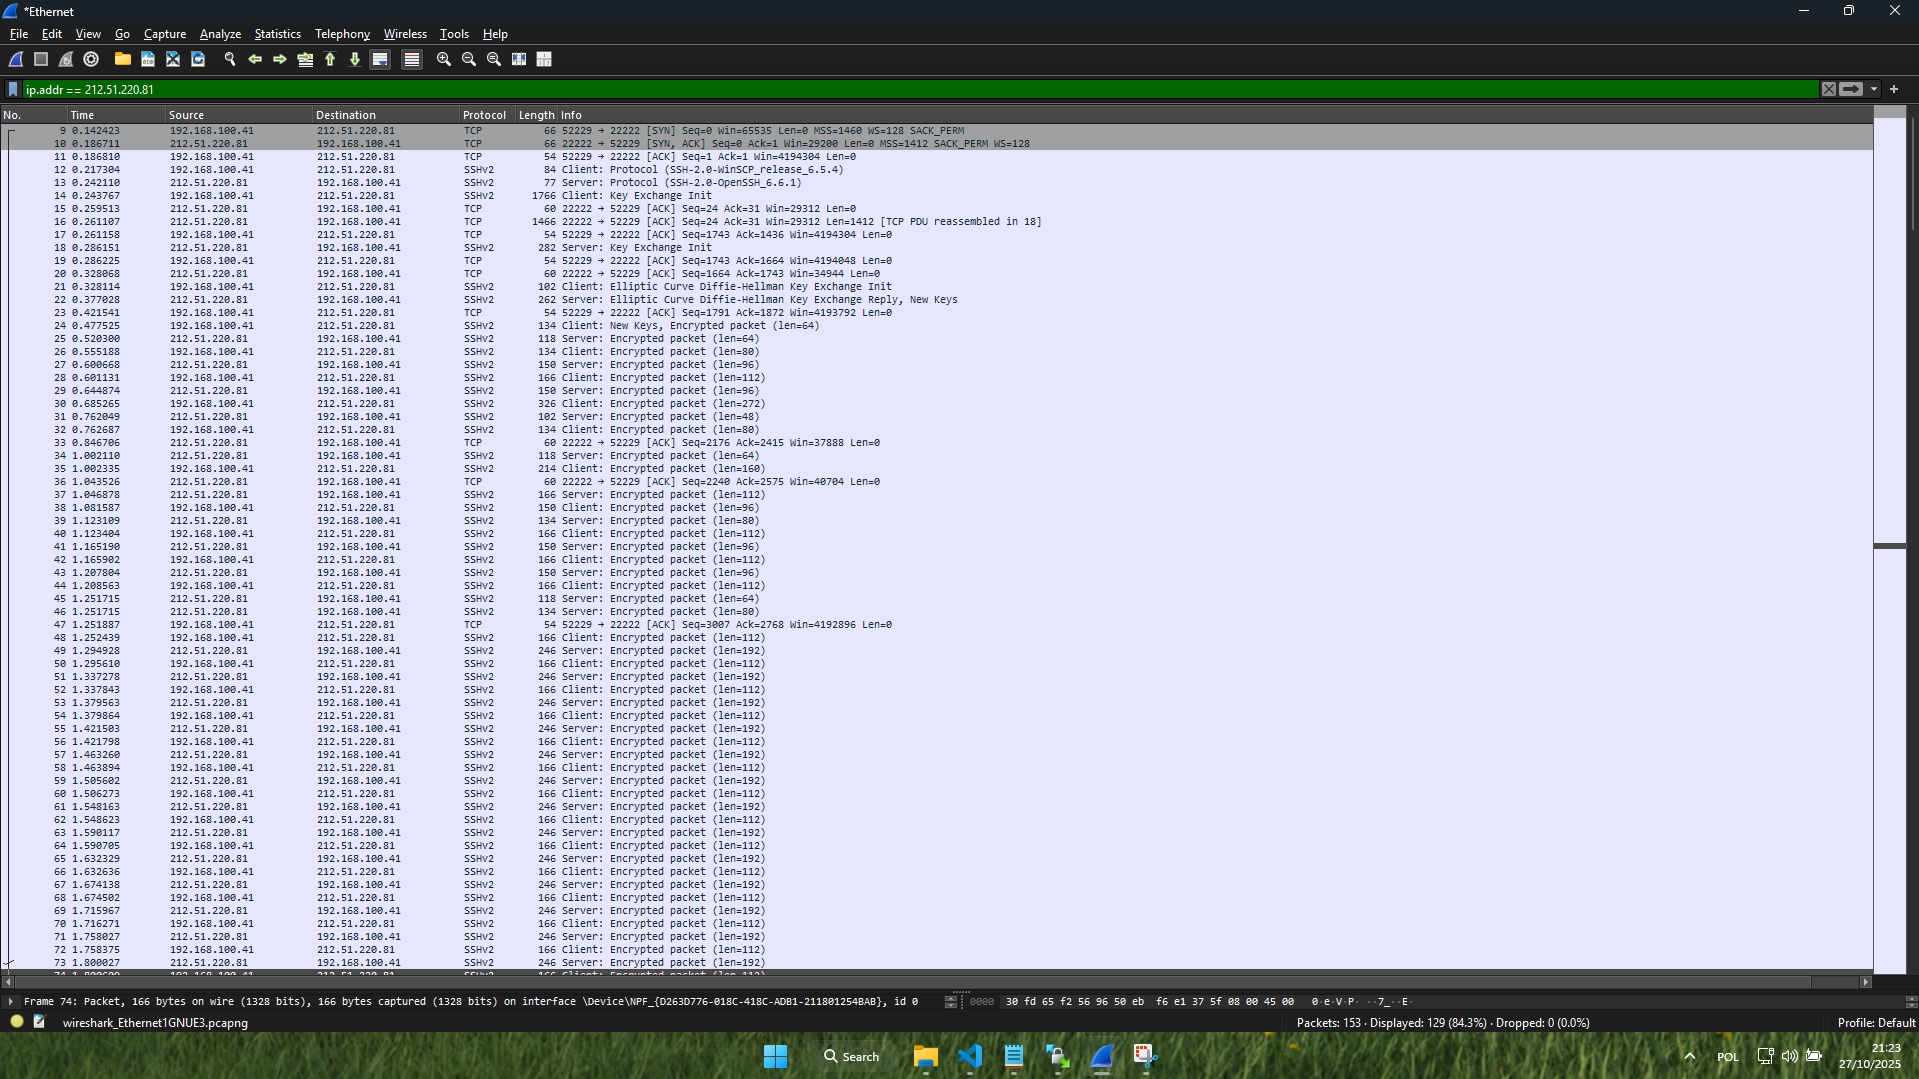 *Ethernet
File Edit View Go Capture Analyze Statistics Telephony Wireless Tools Help
ip.addr == 212.51.220.81
No. Time Source Destination Protocol Length Info
9 0.142423 192.168.100.41 212.51.220.81 TCP 66 52229 → 22222 [SYN] Seq=0 Win=65535 Len=0 MSS=1460 WS=128 SACK_PERM
10 0.186711 212.51.220.81 192.168.100.41 TCP 66 22222 → 52229 [SYN, ACK] Seq=0 Ack=1 Win=29200 Len=0 MSS=1412 SACK_PERM WS=128
11 0.186810 192.168.100.41 212.51.220.81 TCP 54 52229 → 22222 [ACK] Seq=1 Ack=1 Win=4194304 Len=0
12 0.217304 192.168.100.41 212.51.220.81 SSHv2 84 Client: Protocol (SSH-2.0-WinSCP_release_6.5.4)
13 0.242110 212.51.220.81 192.168.100.41 SSHv2 77 Server: Protocol (SSH-2.0-OpenSSH_6.6.1)
14 0.243767 192.168.100.41 212.51.220.81 SSHv2 1766 Client: Key Exchange Init
15 0.259513 212.51.220.81 192.168.100.41 TCP 60 22222 → 52229 [ACK] Seq=24 Ack=31 Win=29312 Len=0
16 0.261107 212.51.220.81 192.168.100.41 TCP 1466 22222 → 52229 [ACK] Seq=24 Ack=31 Win=29312 Len=1412 [TCP PDU reassembled in 18]
17 0.261158 192.168.100.41 212.51.220.81 TCP 54 52229 → 22222 [ACK] Seq=1743 Ack=1436 Win=4194304 Len=0
18 0.286151 212.51.220.81 192.168.100.41 SSHv2 282 Server: Key Exchange Init
19 0.286225 192.168.100.41 212.51.220.81 TCP 54 52229 → 22222 [ACK] Seq=1743 Ack=1664 Win=4194048 Len=0
20 0.328068 212.51.220.81 192.168.100.41 TCP 60 22222 → 52229 [ACK] Seq=1664 Ack=1743 Win=34944 Len=0
21 0.328114 192.168.100.41 212.51.220.81 SSHv2 102 Client: Elliptic Curve Diffie-Hellman Key Exchange Init
22 0.377028 212.51.220.81 192.168.100.41 SSHv2 262 Server: Elliptic Curve Diffie-Hellman Key Exchange Reply, New Keys
23 0.421541 192.168.100.41 212.51.220.81 TCP 54 52229 → 22222 [ACK] Seq=1791 Ack=1872 Win=4193792 Len=0
24 0.477525 192.168.100.41 212.51.220.81 SSHv2 134 Client: New Keys, Encrypted packet (len=64)
25 0.520300 212.51.220.81 192.168.100.41 SSHv2 118 Server: Encrypted packet (len=64)
26 0.555188 192.168.100.41 212.51.220.81 SSHv2 134 Client: Encrypted packet (len=80)
27 0.600668 212.51.220.81 192.168.100.41 SSHv2 150 Server: Encrypted packet (len=96)
28 0.601131 192.168.100.41 212.51.220.81 SSHv2 166 Client: Encrypted packet (len=112)
29 0.644874 212.51.220.81 192.168.100.41 SSHv2 150 Server: Encrypted packet (len=96)
30 0.685265 192.168.100.41 212.51.220.81 SSHv2 326 Client: Encrypted packet (len=272)
31 0.762049 212.51.220.81 192.168.100.41 SSHv2 102 Server: Encrypted packet (len=48)
32 0.762687 192.168.100.41 212.51.220.81 SSHv2 134 Client: Encrypted packet (len=80)
33 0.846706 212.51.220.81 192.168.100.41 TCP 60 22222 → 52229 [ACK] Seq=2176 Ack=2415 Win=37888 Len=0
34 1.002110 212.51.220.81 192.168.100.41 SSHv2 118 Server: Encrypted packet (len=64)
35 1.002335 192.168.100.41 212.51.220.81 SSHv2 214 Client: Encrypted packet (len=160)
36 1.043526 212.51.220.81 192.168.100.41 TCP 60 22222 → 52229 [ACK] Seq=2240 Ack=2575 Win=40704 Len=0
37 1.046878 212.51.220.81 192.168.100.41 SSHv2 166 Server: Encrypted packet (len=112)
38 1.081587 192.168.100.41 212.51.220.81 SSHv2 150 Client: Encrypted packet (len=96)
39 1.123109 212.51.220.81 192.168.100.41 SSHv2 134 Server: Encrypted packet (len=80)
40 1.123404 192.168.100.41 212.51.220.81 SSHv2 166 Client: Encrypted packet (len=112)
41 1.165190 212.51.220.81 192.168.100.41 SSHv2 150 Server: Encrypted packet (len=96)
42 1.165902 192.168.100.41 212.51.220.81 SSHv2 166 Client: Encrypted packet (len=112)
43 1.207804 212.51.220.81 192.168.100.41 SSHv2 150 Server: Encrypted packet (len=96)
44 1.208563 192.168.100.41 212.51.220.81 SSHv2 166 Client: Encrypted packet (len=112)
45 1.251715 212.51.220.81 192.168.100.41 SSHv2 118 Server: Encrypted packet (len=64)
46 1.251715 212.51.220.81 192.168.100.41 SSHv2 134 Server: Encrypted packet (len=80)
47 1.251887 192.168.100.41 212.51.220.81 TCP 54 52229 → 22222 [ACK] Seq=3007 Ack=2768 Win=4192896 Len=0
48 1.252439 192.168.100.41 212.51.220.81 SSHv2 166 Client: Encrypted packet (len=112)
49 1.294928 212.51.220.81 192.168.100.41 SSHv2 246 Server: Encrypted packet (len=192)
50 1.295610 192.168.100.41 212.51.220.81 SSHv2 166 Client: Encrypted packet (len=112)
51 1.337278 212.51.220.81 192.168.100.41 SSHv2 246 Server: Encrypted packet (len=192)
52 1.337843 192.168.100.41 212.51.220.81 SSHv2 166 Client: Encrypted packet (len=112)
53 1.379563 212.51.220.81 192.168.100.41 SSHv2 246 Server: Encrypted packet (len=192)
54 1.379864 192.168.100.41 212.51.220.81 SSHv2 166 Client: Encrypted packet (len=112)
55 1.421503 212.51.220.81 192.168.100.41 SSHv2 246 Server: Encrypted packet (len=192)
56 1.421798 192.168.100.41 212.51.220.81 SSHv2 166 Client: Encrypted packet (len=112)
57 1.463260 212.51.220.81 192.168.100.41 SSHv2 246 Server: Encrypted packet (len=192)
58 1.463894 192.168.100.41 212.51.220.81 SSHv2 166 Client: Encrypted packet (len=112)
59 1.505602 212.51.220.81 192.168.100.41 SSHv2 246 Server: Encrypted packet (len=192)
60 1.506273 192.168.100.41 212.51.220.81 SSHv2 166 Client: Encrypted packet (len=112)
61 1.548163 212.51.220.81 192.168.100.41 SSHv2 246 Server: Encrypted packet (len=192)
62 1.548623 192.168.100.41 212.51.220.81 SSHv2 166 Client: Encrypted packet (len=112)
63 1.590117 212.51.220.81 192.168.100.41 SSHv2 246 Server: Encrypted packet (len=192)
64 1.590705 192.168.100.41 212.51.220.81 SSHv2 166 Client: Encrypted packet (len=112)
65 1.632329 212.51.220.81 192.168.100.41 SSHv2 246 Server: Encrypted packet (len=192)
66 1.632636 192.168.100.41 212.51.220.81 SSHv2 166 Client: Encrypted packet (len=112)
67 1.674138 212.51.220.81 192.168.100.41 SSHv2 246 Server: Encrypted packet (len=192)
68 1.674502 192.168.100.41 212.51.220.81 SSHv2 166 Client: Encrypted packet (len=112)
69 1.715967 212.51.220.81 192.168.100.41 SSHv2 246 Server: Encrypted packet (len=192)
70 1.716271 192.168.100.41 212.51.220.81 SSHv2 166 Client: Encrypted packet (len=112)
71 1.758027 212.51.220.81 192.168.100.41 SSHv2 246 Server: Encrypted packet (len=192)
72 1.758375 192.168.100.41 212.51.220.81 SSHv2 166 Client: Encrypted packet (len=112)
73 1.800027 212.51.220.81 192.168.100.41 SSHv2 246 Server: Encrypted packet (len=192)
Frame 74: Packet, 166 bytes on wire (1328 bits), 166 bytes captured (1328 bits) on interface \Device\NPF_{D263D776-018C-418C-ADB1-211801254BAB}, id 0
0000 30 fd 65 f2 56 96 50 eb f6 e1 37 5f 08 00 45 00 0·e·V·P· ··7_··E·
wireshark_Ethernet1GNUE3.pcapng Packets: 153 · Displayed: 129 (84.3%) · Dropped: 0 (0.0%) Profile: Default
Search POL 21:23
27/10/2025